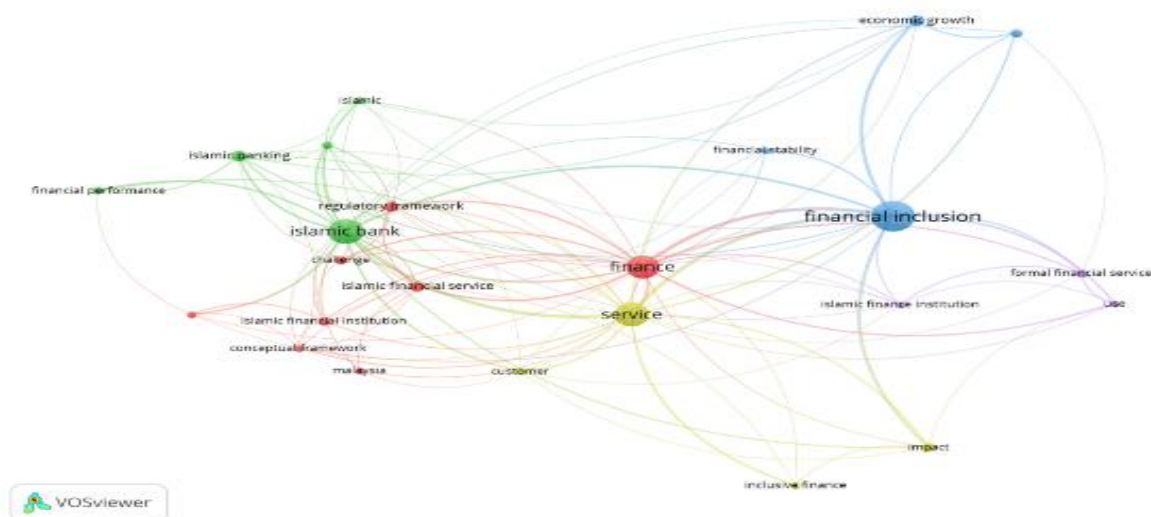 economic growth
islamic
financial stability
islamic banking
financial performance
regulatory framework
financial inclusion
islamic bank
challenge
finance
formal financial service
islamic financial service
islamic finance institution
use
service
islamic financial institution
conceptual framework
malaysia
customer
impact
inclusive finance
VOSviewer